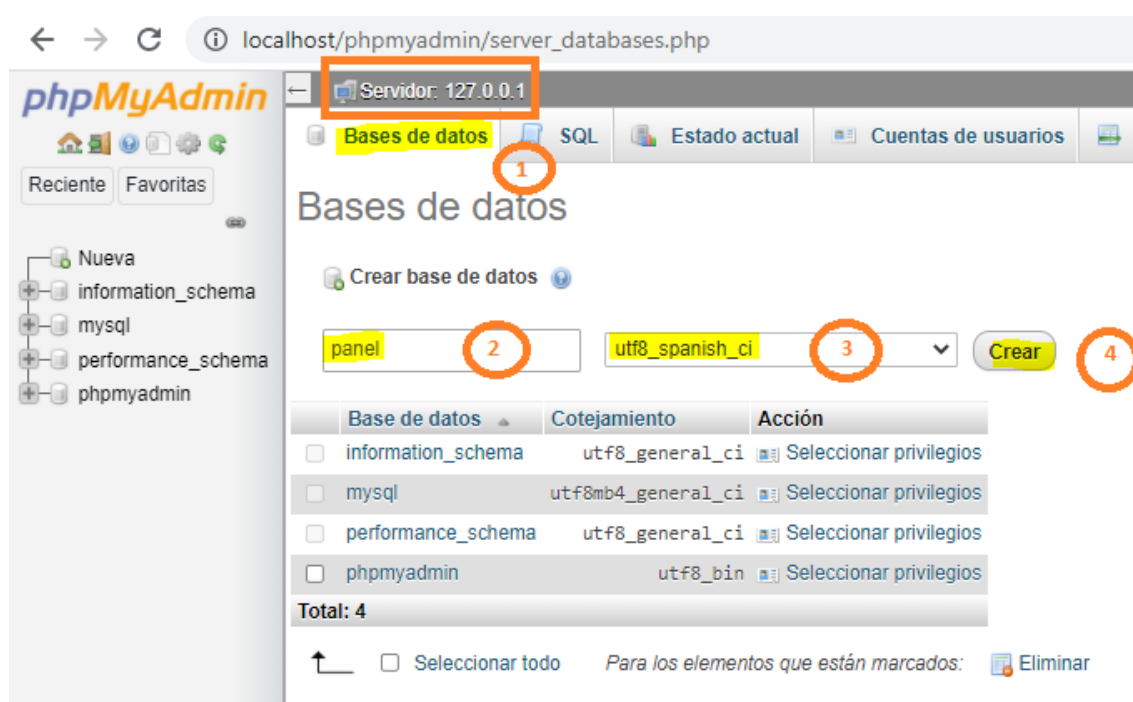 localhost/phpmyadmin/server_databases.php
phpMyAdmin
Servidor: 127.0.0.1
Bases de datos SQL Estado actual Cuentas de usuarios
1
Reciente Favoritas
Nueva
information_schema
mysql
performance_schema
phpmyadmin
Bases de datos
Crear base de datos
panel 2 utf8_spanish_ci 3 Crear 4
Base de datos Cotejamiento Acción
information_schema utf8_general_ci Seleccionar privilegios
mysql utf8mb4_general_ci Seleccionar privilegios
performance_schema utf8_general_ci Seleccionar privilegios
phpmyadmin utf8_bin Seleccionar privilegios
Total: 4
Seleccionar todo Para los elementos que están marcados: Eliminar